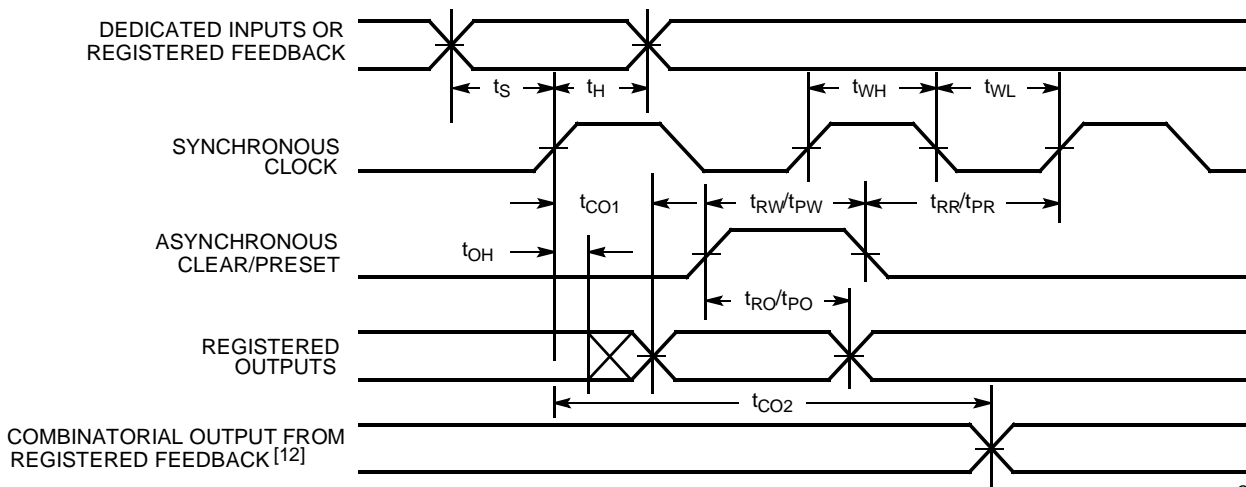 DEDICATED INPUTS OR
REGISTERED FEEDBACK
tS
tH
tWH
tWL
SYNCHRONOUS
CLOCK
tCO1
tRW/tPW
tRR/tPR
ASYNCHRONOUS
CLEAR/PRESET
tOH
tRO/tPO
REGISTERED
OUTPUTS
tCO2
COMBINATORIAL OUTPUT FROM
REGISTERED FEEDBACK [12]